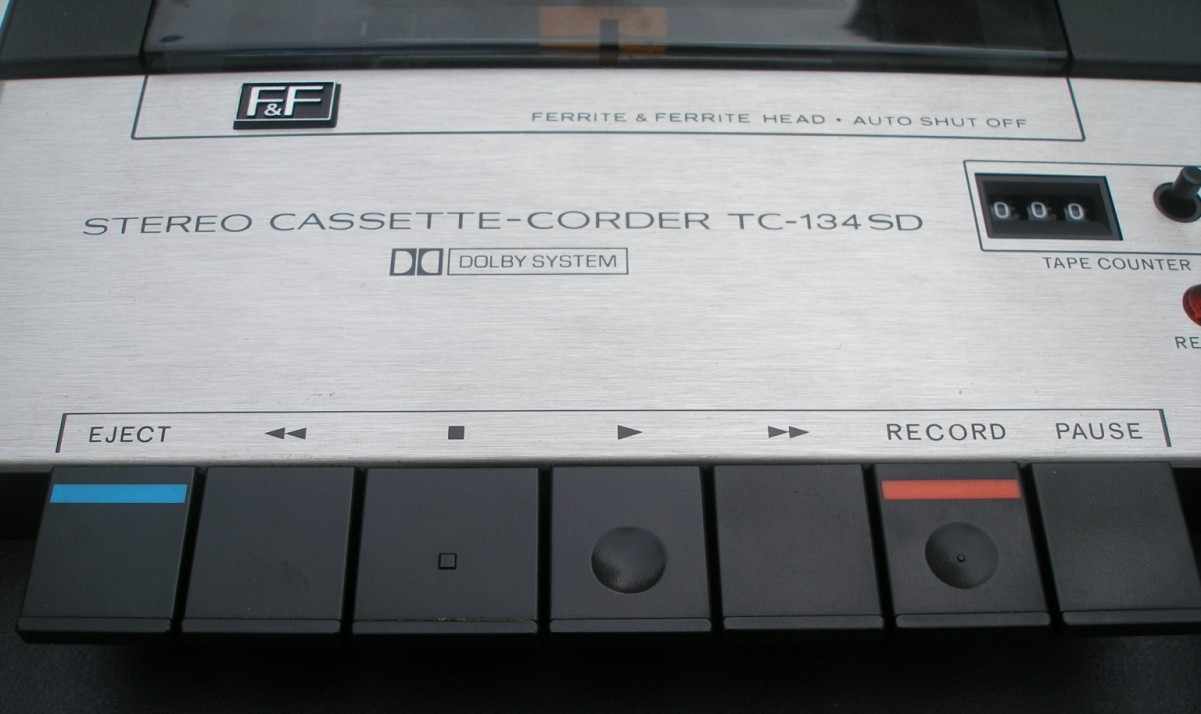 F&F
FERRITE & FERRITE HEAD • AUTO SHUT OFF
STEREO CASSETTE-CORDER TC-134SD
DOLBY SYSTEM
000
TAPE COUNTER
EJECT
RECORD
PAUSE